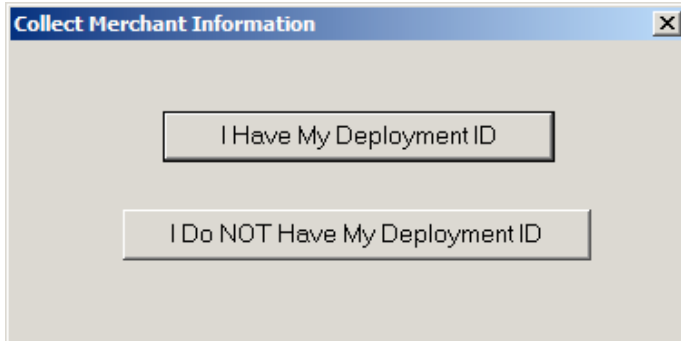 Collect Merchant Information
I Have My Deployment ID
I Do NOT Have My Deployment ID